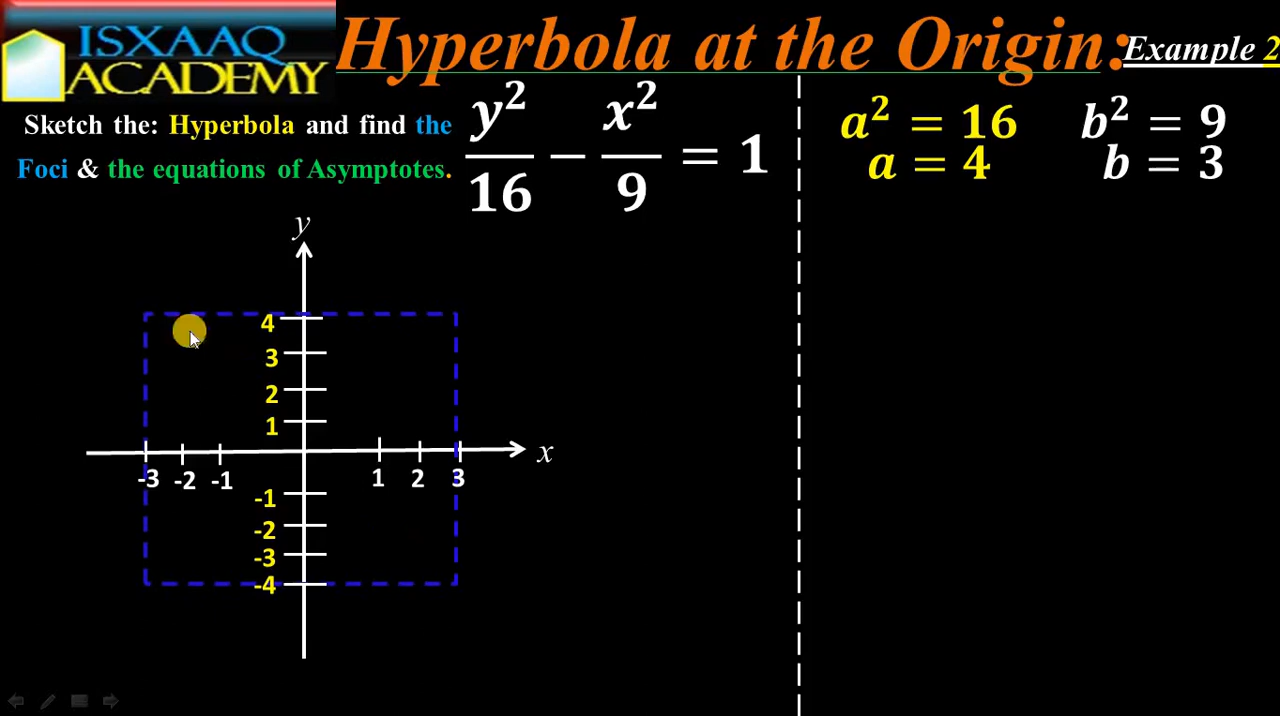 ISXAAQ
ACADEMY
Hyperbola at the Origin:
Example 2
Sketch the: Hyperbola and find the
Foci & the equations of Asymptotes.
y²/16 − x²/9 = 1
a² = 16
a = 4
b² = 9
b = 3
y
4
3
2
1
x
-3 -2 -1 1 2 3
-1
-2
-3
-4